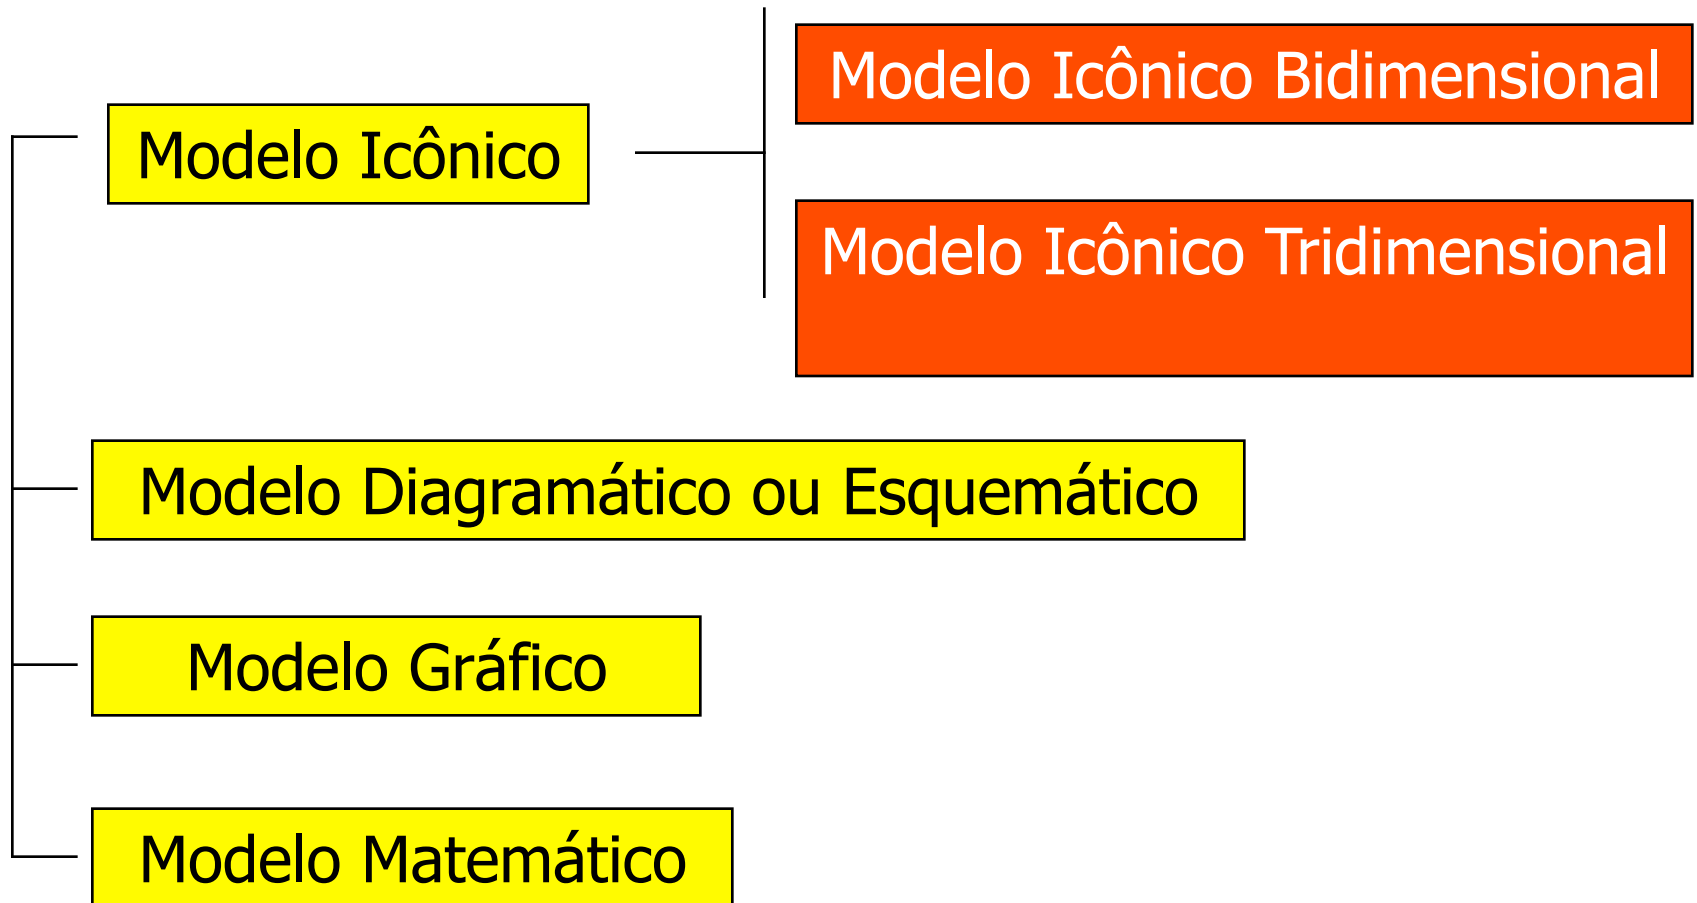 Modelo Icônico Bidimensional
Modelo Icônico
Modelo Icônico Tridimensional
Modelo Diagramático ou Esquemático
Modelo Gráfico
Modelo Matemático